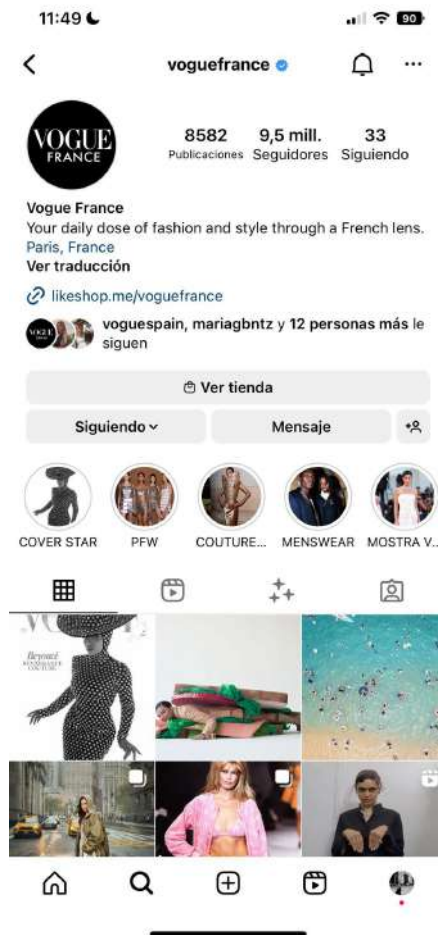 11:49
90
voguefrance
VOGUE
FRANCE
8582
9,5 mill.
33
Publicaciones
Seguidores
Siguiendo
Vogue France
Your daily dose of fashion and style through a French lens.
Paris, France
Ver traducción
likeshop.me/voguefrance
voguespain, mariagbntz y 12 personas más le
siguen
Ver tienda
Siguiendo
Mensaje
COVER STAR
PFW
COUTURE...
MENSWEAR
MOSTRA V...
VOGUE
Beyoncé
COUTURE